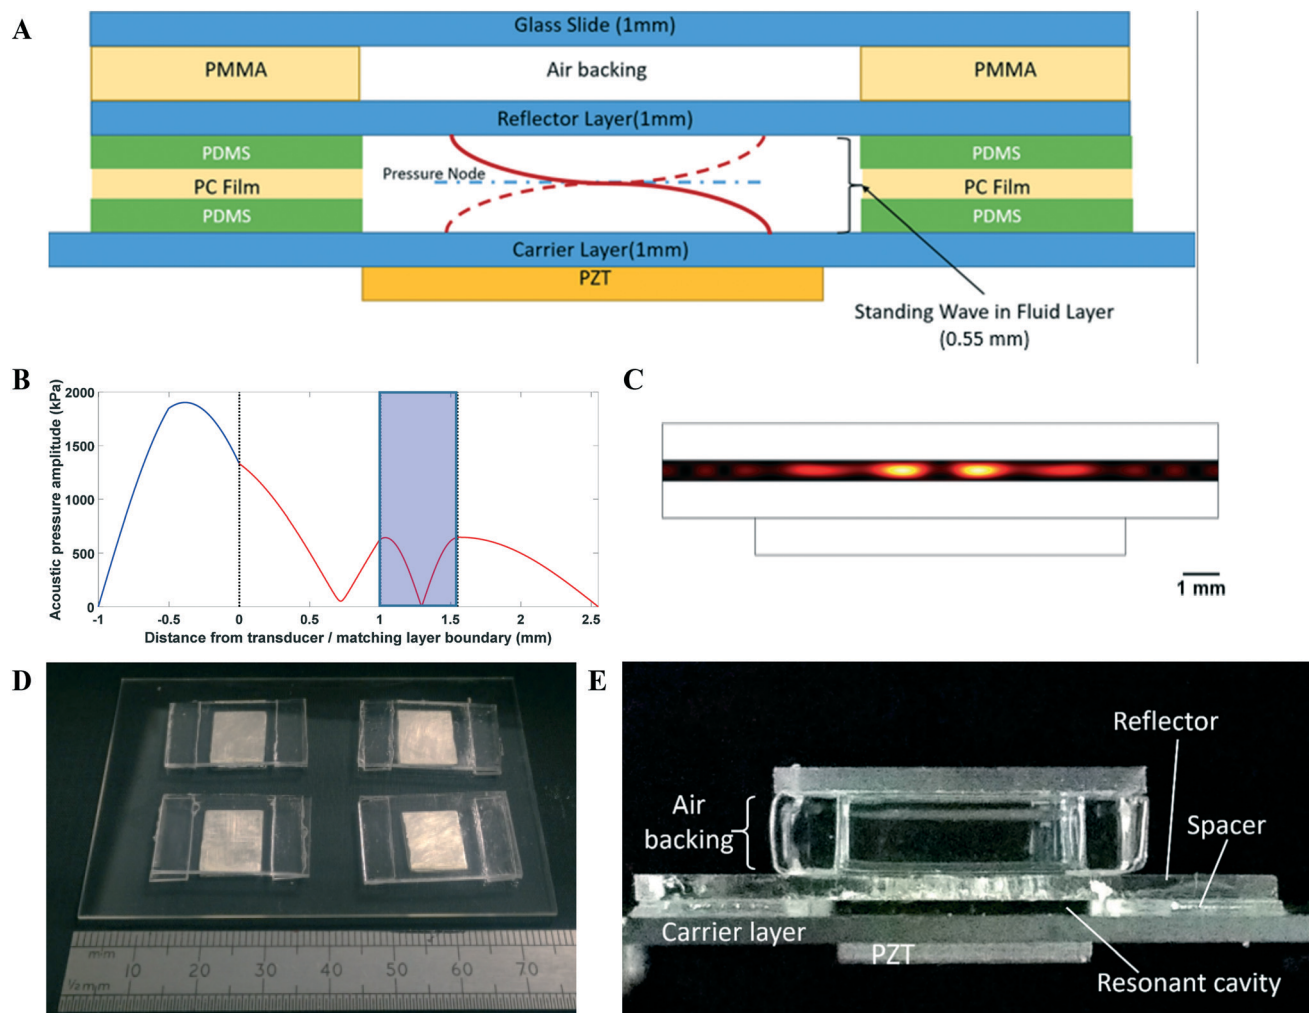 A
Glass Slide (1mm)
PMMA
Air backing
PMMA
Reflector Layer(1mm)
PDMS
PDMS
Pressure Node
PC Film
PC Film
PDMS
PDMS
Carrier Layer(1mm)
PZT
Standing Wave in Fluid Layer
(0.55 mm)
B
Acoustic pressure amplitude (kPa)
2000
1500
1000
500
0
-1
-0.5
0
0.5
1
1.5
2
2.5
Distance from transducer / matching layer boundary (mm)
C
1 mm
D
m/m 10 20 30 40 50 60 70
½ m/m
E
Reflector
Air
backing
Spacer
Carrier layer
PZT
Resonant cavity